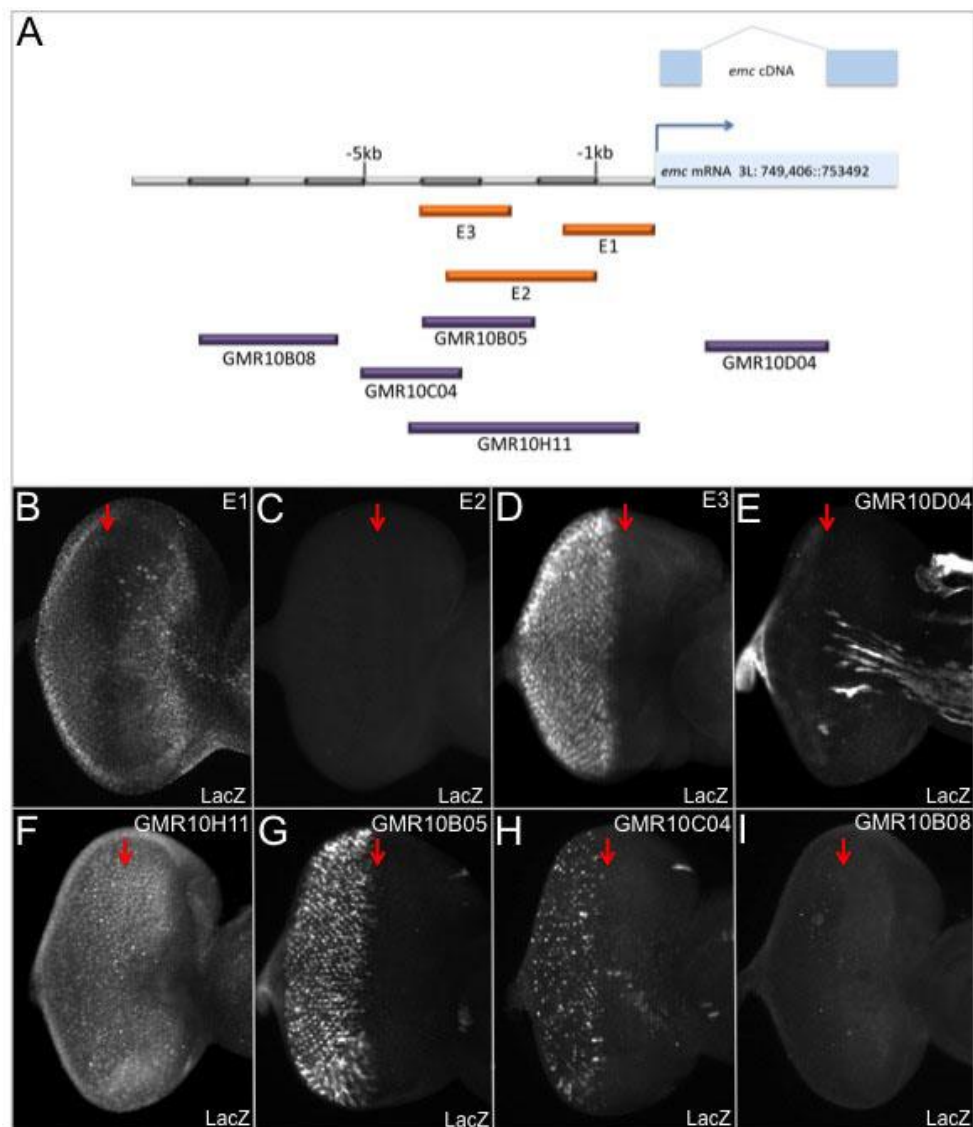 A
emc cDNA
-5kb
-1kb
emc mRNA 3L: 749,406::753492
E3
E1
E2
GMR10B05
GMR10B08
GMR10D04
GMR10C04
GMR10H11
B
E1
LacZ
C
E2
LacZ
D
E3
LacZ
E
GMR10D04
LacZ
F
GMR10H11
LacZ
G
GMR10B05
LacZ
H
GMR10C04
LacZ
I
GMR10B08
LacZ